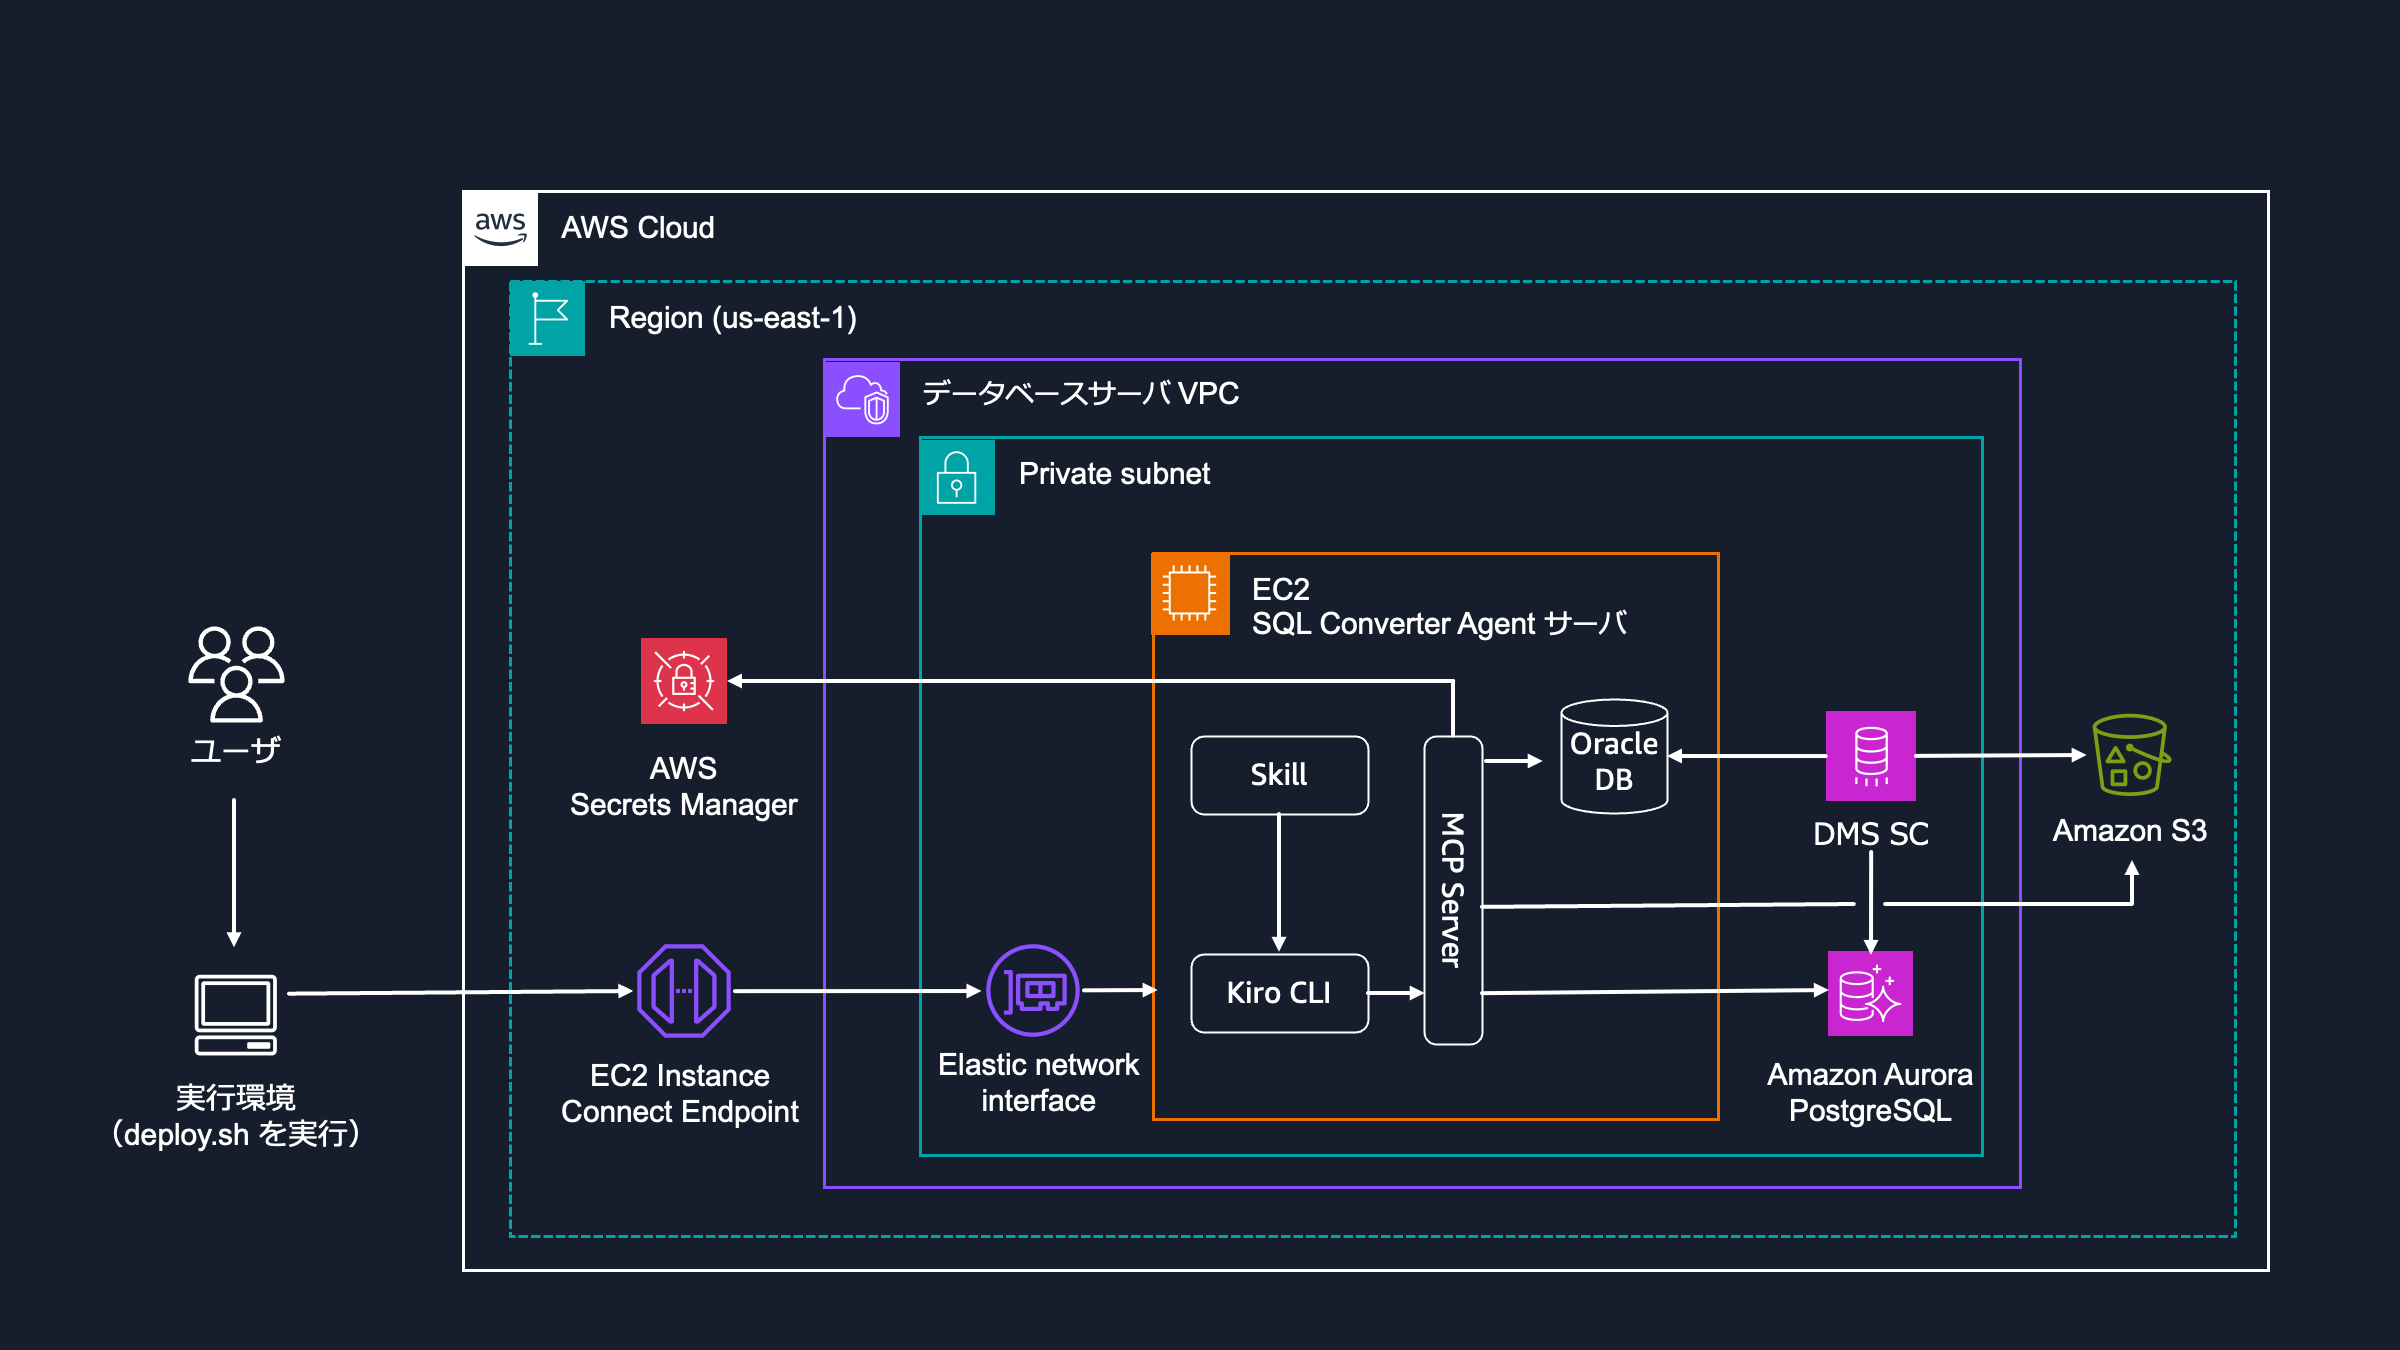 aws
AWS Cloud
Region (us-east-1)
データベースサーバ VPC
Private subnet
EC2
SQL Converter Agent サーバ
ユーザ
AWS
Secrets Manager
Skill
MCP Server
Oracle
DB
DMS SC
Amazon S3
Kiro CLI
実行環境
（deploy.sh を実行）
EC2 Instance
Connect Endpoint
Elastic network
interface
Amazon Aurora
PostgreSQL